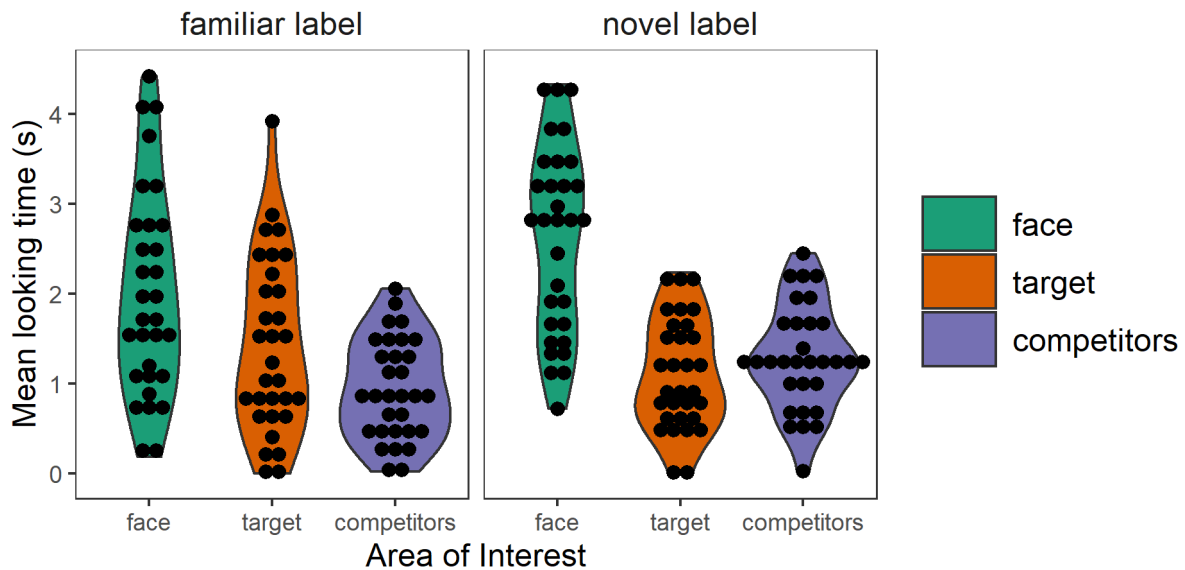 familiar label
novel label
Mean looking time (s)
4
3
2
1
0
face
target
competitors
face
target
competitors
Area of Interest
face
target
competitors